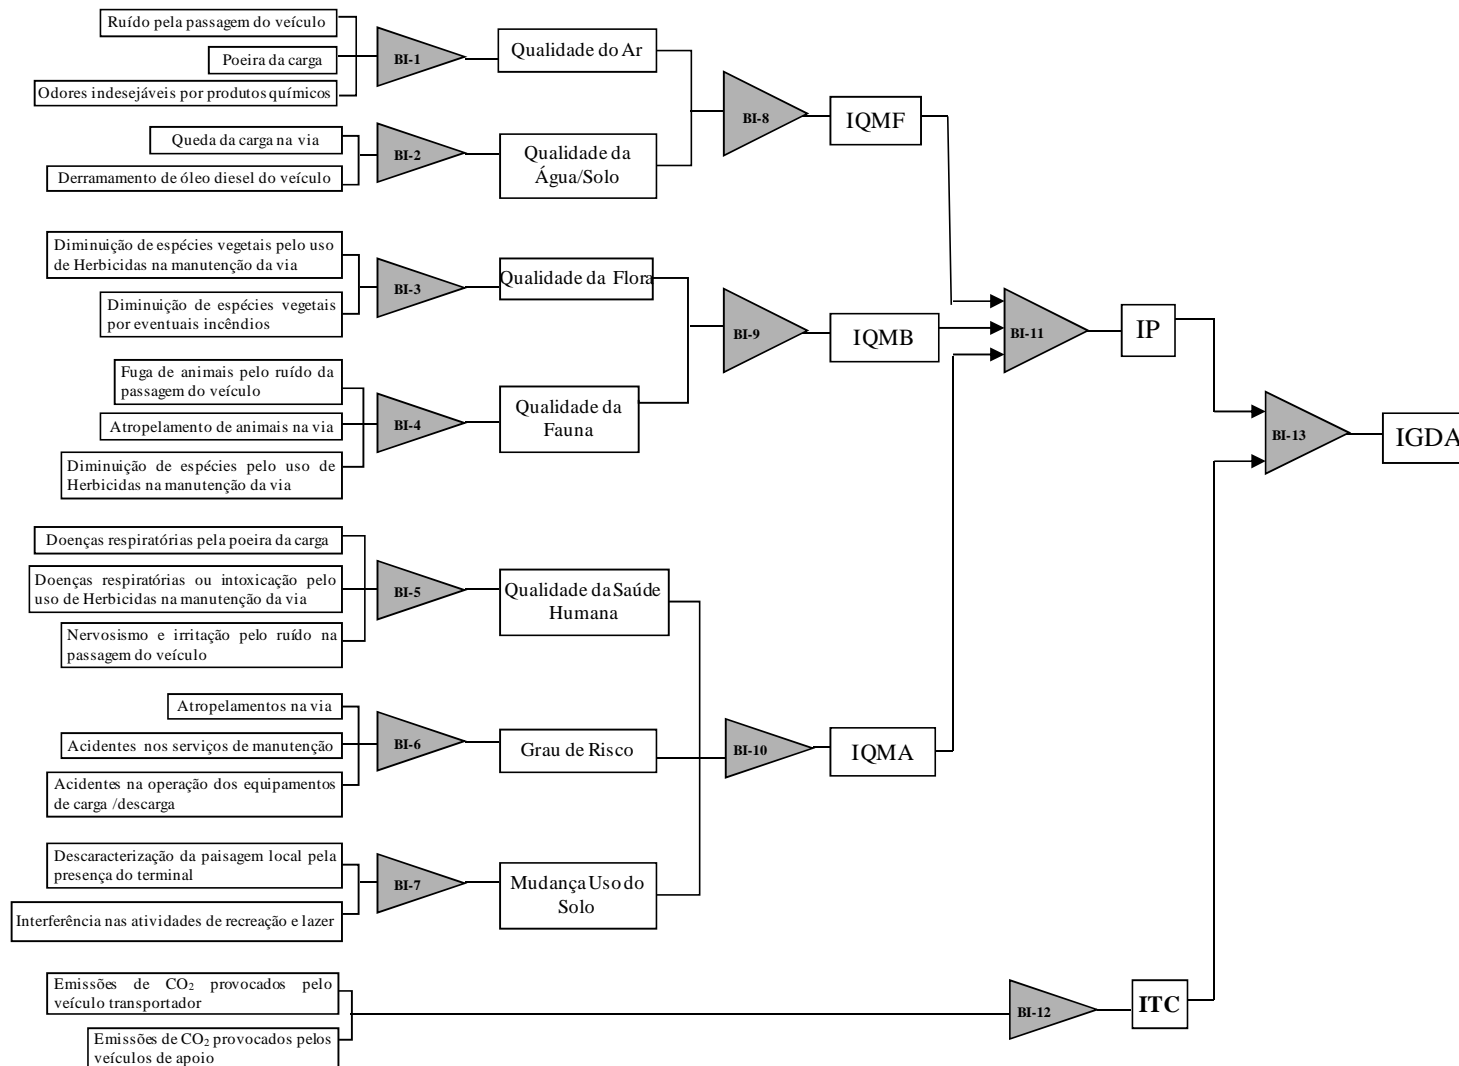 Ruído pela passagem do veículo
Poeira da carga
Odores indesejáveis por produtos químicos
BI-1
Qualidade do Ar
Queda da carga na via
Derramamento de óleo diesel do veículo
BI-2
Qualidade da
Água/Solo
BI-8
IQMF
Diminuição de espécies vegetais pelo uso
de Herbicidas na manutenção da via
Diminuição de espécies vegetais
por eventuais incêndios
BI-3
Qualidade da Flora
Fuga de animais pelo ruído da
passagem do veículo
Atropelamento de animais na via
Diminuição de espécies pelo uso de
Herbicidas na manutenção da via
BI-4
Qualidade da
Fauna
BI-9
IQMB
BI-11
IP
Doenças respiratórias pela poeira da carga
Doenças respiratórias ou intoxicação pelo
uso de Herbicidas na manutenção da via
Nervosismo e irritação pelo ruído na
passagem do veículo
BI-5
Qualidade da Saúde
Humana
Atropelamentos na via
Acidentes nos serviços de manutenção
Acidentes na operação dos equipamentos
de carga /descarga
BI-6
Grau de Risco
BI-10
IQMA
Descaracterização da paisagem local pela
presença do terminal
Interferência nas atividades de recreação e lazer
BI-7
Mudança Uso do
Solo
Emissões de CO₂ provocados pelo
veículo transportador
Emissões de CO₂ provocados pelos
veículos de apoio
BI-12
ITC
BI-13
IGDA